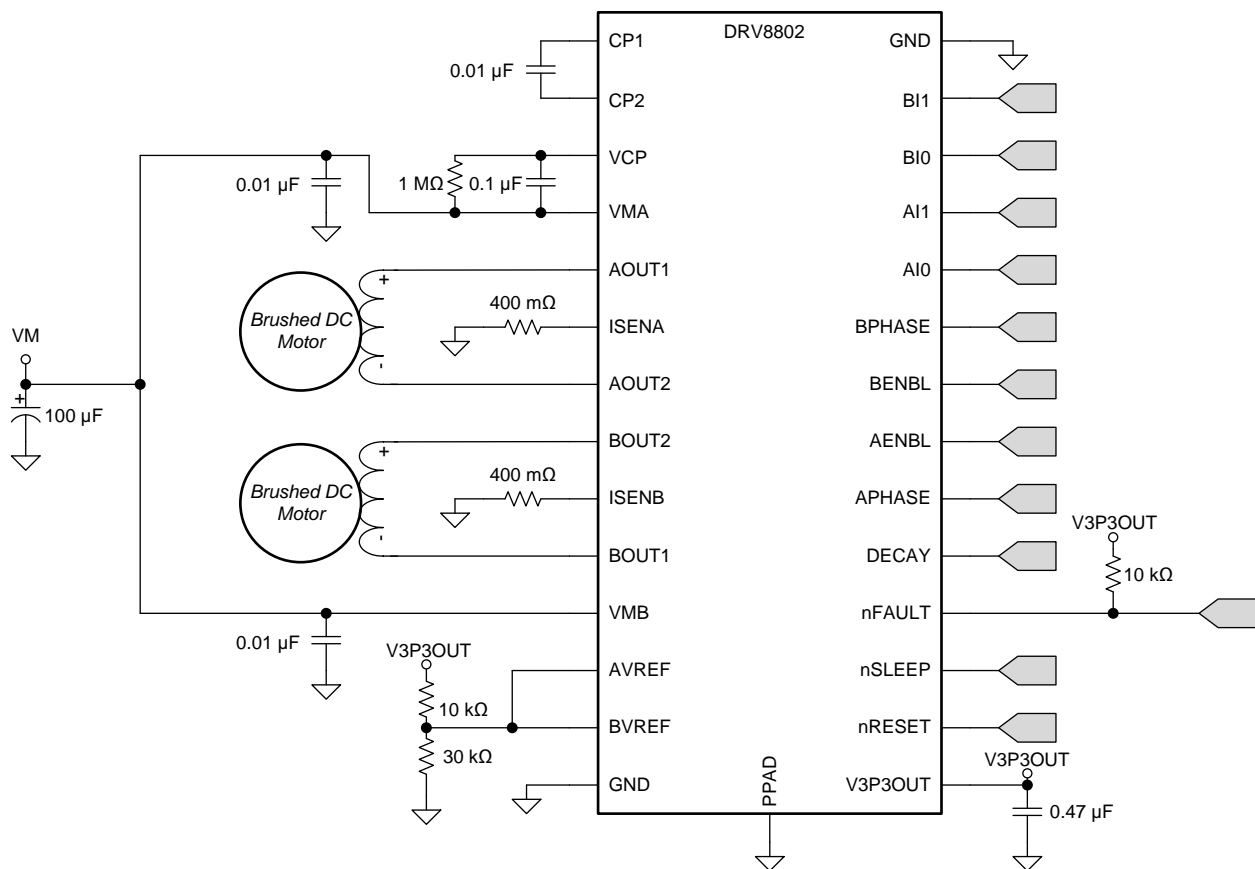 DRV8802
CP1
GND
0.01 µF
CP2
BI1
VCP
BI0
0.01 µF
1 MΩ
0.1 µF
VMA
AI1
AOUT1
AI0
+
Brushed DC
Motor
400 mΩ
ISENA
BPHASE
VM
-
AOUT2
BENBL
+
100 µF
BOUT2
AENBL
+
Brushed DC
Motor
400 mΩ
ISENB
APHASE
V3P3OUT
-
BOUT1
DECAY
10 kΩ
VMB
nFAULT
0.01 µF
V3P3OUT
AVREF
nSLEEP
10 kΩ
BVREF
nRESET
30 kΩ
V3P3OUT
GND
PPAD
V3P3OUT
0.47 µF